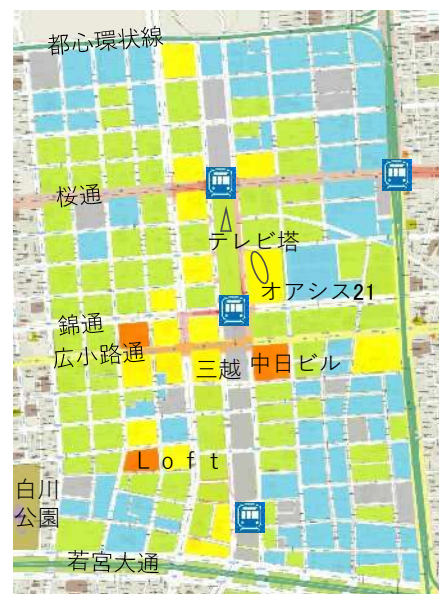 都心環状線
桜通
テレビ塔
オアシス21
錦通
広小路通
三越
中日ビル
Ｌｏｆｔ
白川
公園
若宮大通